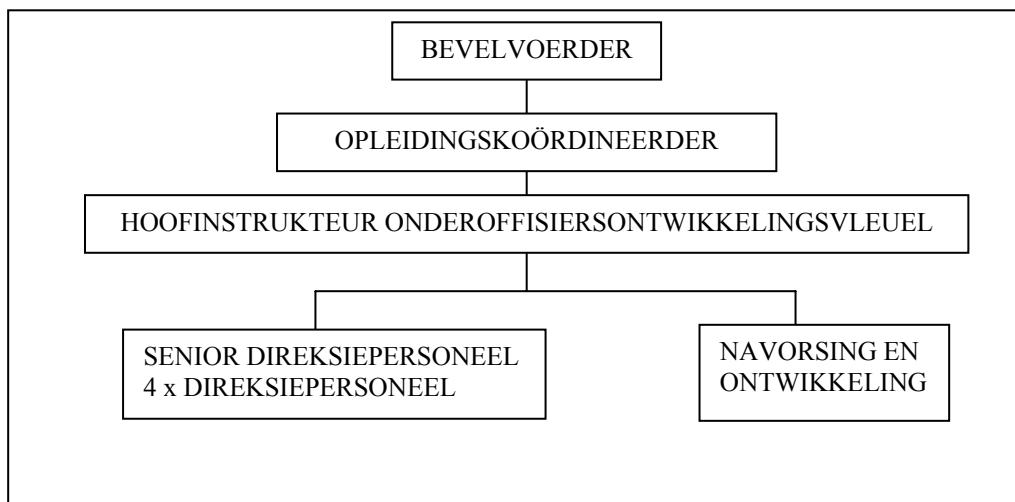 BEVELVOERDER
OPLEIDINGSKOÖRDINEERDER
HOOFINSTRUKTEUR ONDEROFFISIERSONTWIKKELINGSVLEUEL
SENIOR DIREKSIEPERSONEEL
4 x DIREKSIEPERSONEEL
NAVORSING EN
ONTWIKKELING